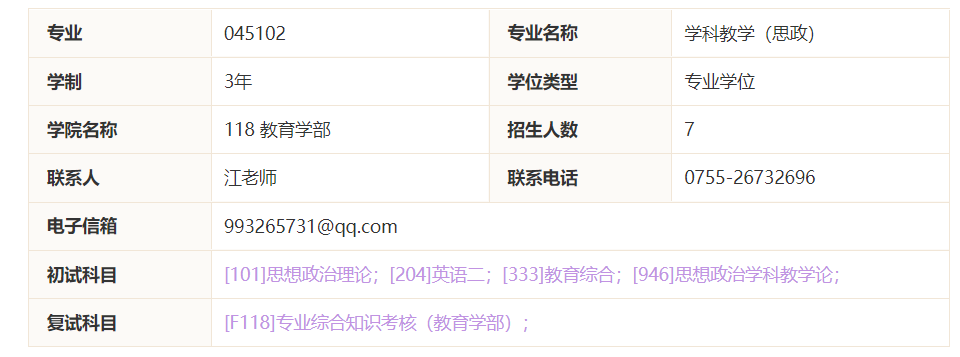 专业 045102 专业名称 学科教学（思政）
学制 3年 学位类型 专业学位
学院名称 118 教育学部 招生人数 7
联系人 江老师 联系电话 0755-26732696
电子信箱 993265731@qq.com
初试科目 [101]思想政治理论；[204]英语二；[333]教育综合；[946]思想政治学科教学论；
复试科目 [F118]专业综合知识考核（教育学部）；